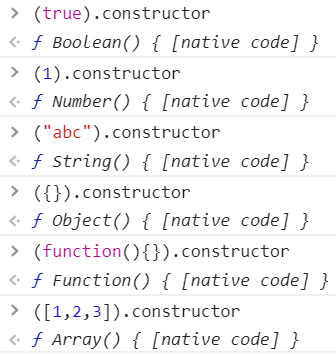 (true).constructor
ƒ Boolean() { [native code] }
(1).constructor
ƒ Number() { [native code] }
("abc").constructor
ƒ String() { [native code] }
({}).constructor
ƒ Object() { [native code] }
(function(){}).constructor
ƒ Function() { [native code] }
([1,2,3]).constructor
ƒ Array() { [native code] }